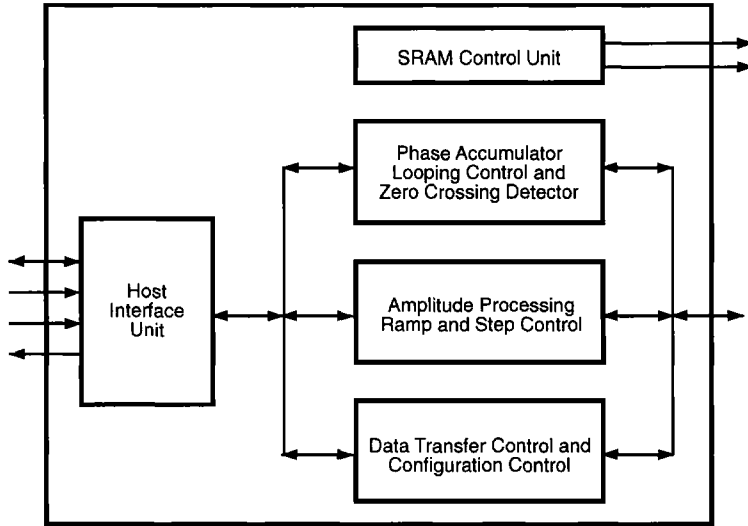 SRAM Control Unit
Phase Accumulator
Looping Control and
Zero Crossing Detector
Host
Interface
Unit
Amplitude Processing
Ramp and Step Control
Data Transfer Control and
Configuration Control